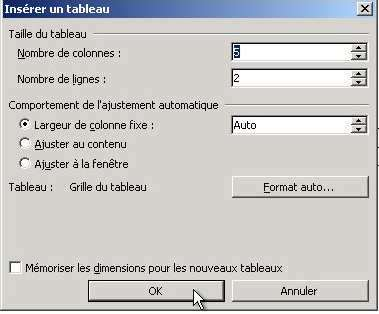 Insérer un tableau
Taille du tableau
Nombre de colonnes : 5
Nombre de lignes : 2
Comportement de l'ajustement automatique
Largeur de colonne fixe : Auto
Ajuster au contenu
Ajuster à la fenêtre
Tableau : Grille du tableau Format auto...
Mémoriser les dimensions pour les nouveaux tableaux
OK Annuler